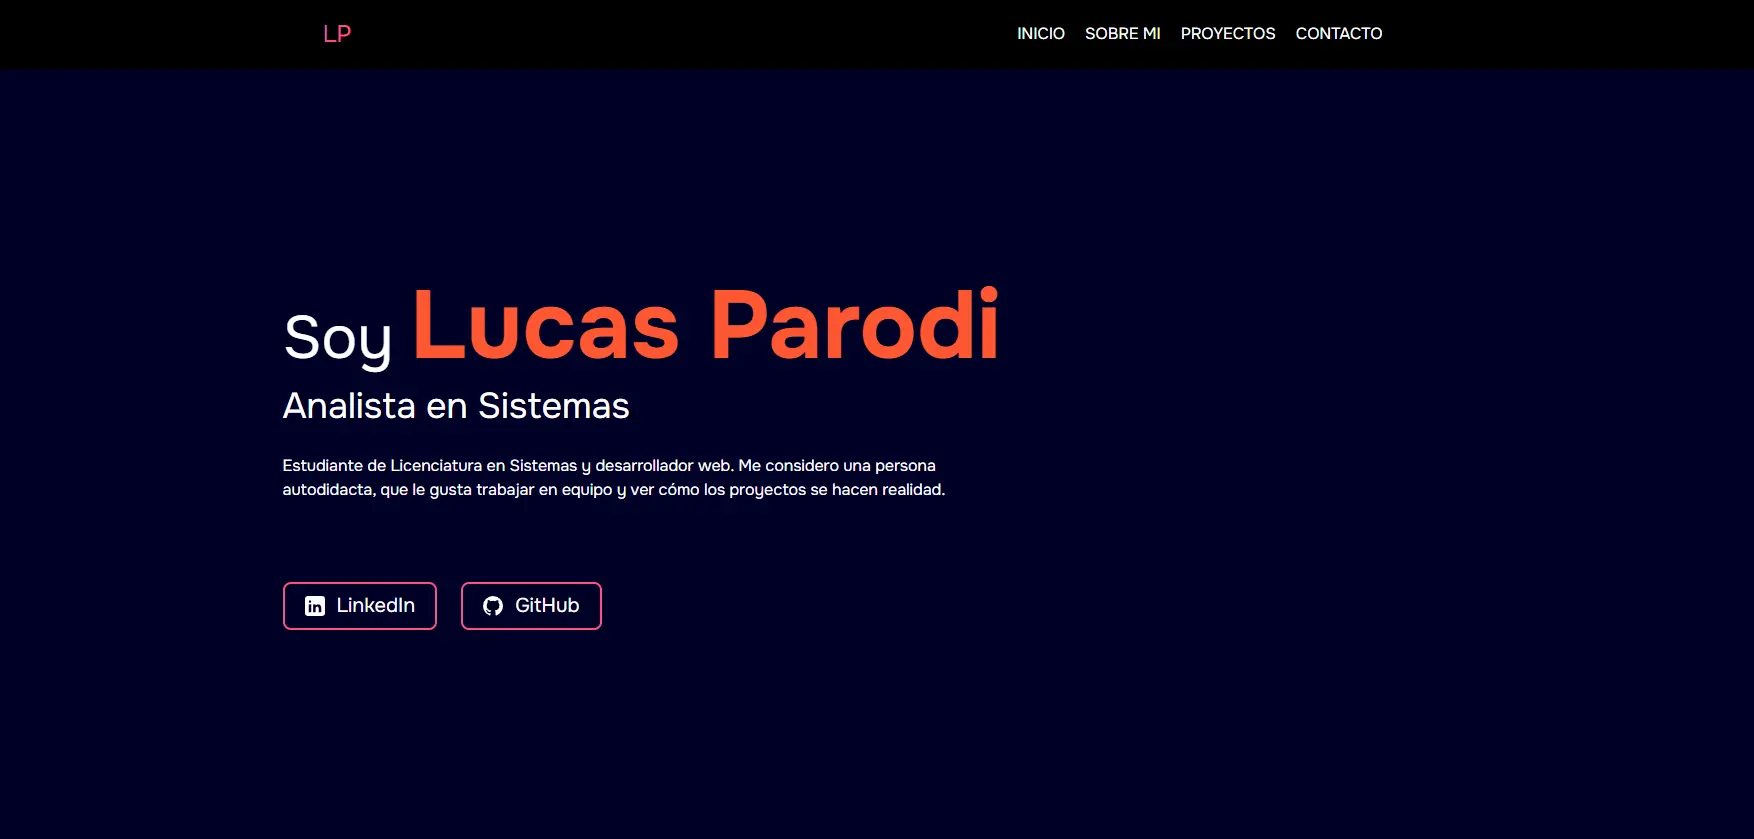 LP
INICIO SOBRE MI PROYECTOS CONTACTO
Soy Lucas Parodi
Analista en Sistemas
Estudiante de Licenciatura en Sistemas y desarrollador web. Me considero una persona
autodidacta, que le gusta trabajar en equipo y ver cómo los proyectos se hacen realidad.
LinkedIn
GitHub